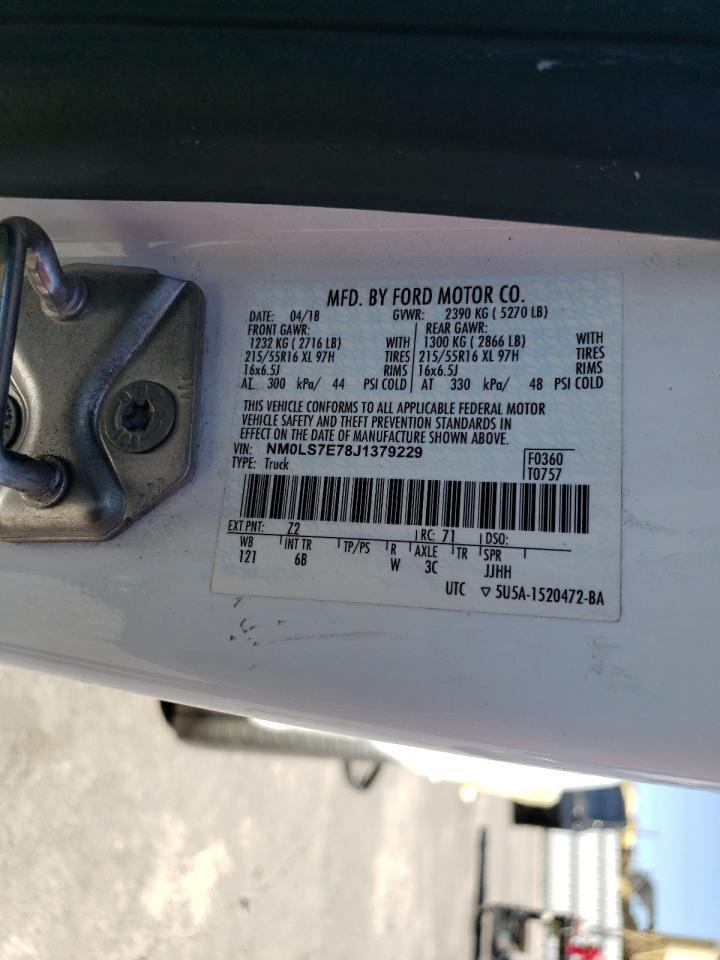 MFD. BY FORD MOTOR CO.
DATE: 04/18 GVWR: 2390 KG ( 5270 LB)
FRONT GAWR: REAR GAWR:
1232 KG ( 2716 LB) WITH 1300 KG ( 2866 LB) WITH
215/55R16 XL 97H TIRES 215/55R16 XL 97H TIRES
16x6.5J RIMS 16x6.5J RIMS
AT 300 kPa/ 44 PSI COLD AT 330 kPa/ 48 PSI COLD
THIS VEHICLE CONFORMS TO ALL APPLICABLE FEDERAL MOTOR
VEHICLE SAFETY AND THEFT PREVENTION STANDARDS IN
EFFECT ON THE DATE OF MANUFACTURE SHOWN ABOVE.
VIN: NM0LS7E78J1379229
TYPE: Truck
F0360
T0757
EXT PNT: Z2 RC: 71 DSO:
WB INT TR TP/PS R AXLE TR SPR
121 6B W 3C JJHH
UTC ▽ 5U5A-1520472-BA